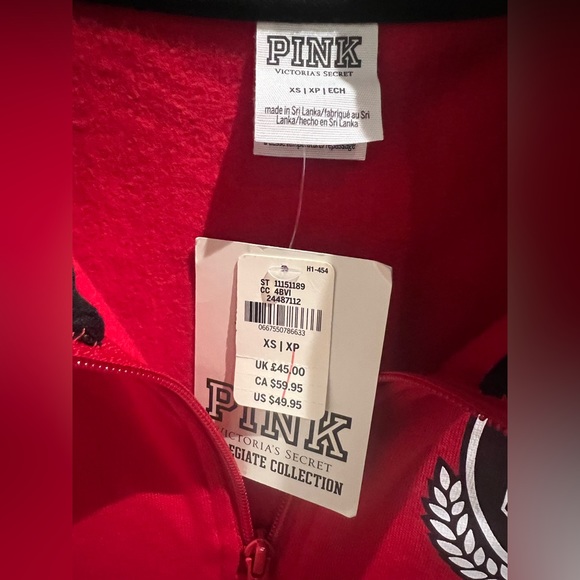 PINK
VICTORIA'S SECRET
XS | XP | ECH
made in Sri Lanka/fabriqué au Sri
Lanka/hecho en Sri Lanka
H1-454
ST 11151189
CC 4BVI
24487112
0667550786633
XS | XP
UK £45.00
CA $59.95
US $49.95
PINK
VICTORIA'S SECRET
EGIATE COLLECTION